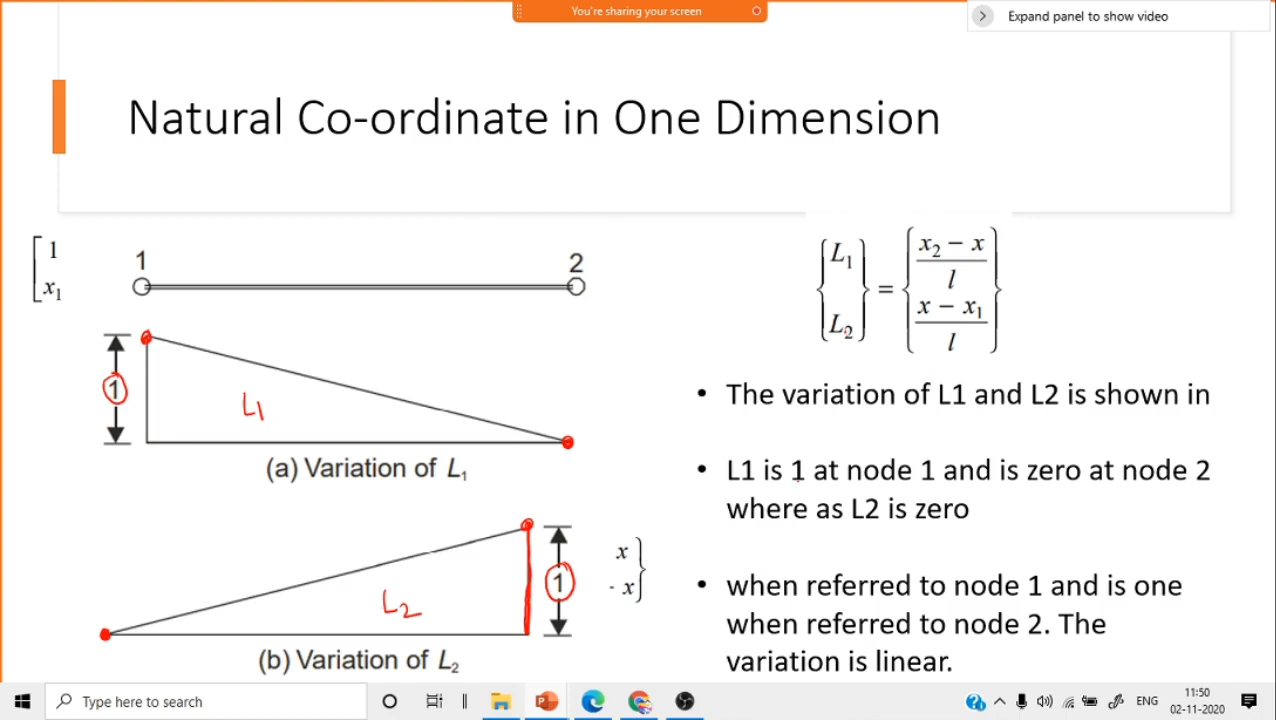 You're sharing your screen
Expand panel to show video
Natural Co-ordinate in One Dimension
1
x₁
1
2
1
L₁
(a) Variation of L₁
1
L₂
(b) Variation of L₂
x
- x
{L₁ L₂} = {(x₂ − x)/l (x − x₁)/l}
• The variation of L1 and L2 is shown in
• L1 is 1 at node 1 and is zero at node 2
where as L2 is zero
• when referred to node 1 and is one
when referred to node 2. The
variation is linear.
Type here to search
ENG
11:50
02-11-2020